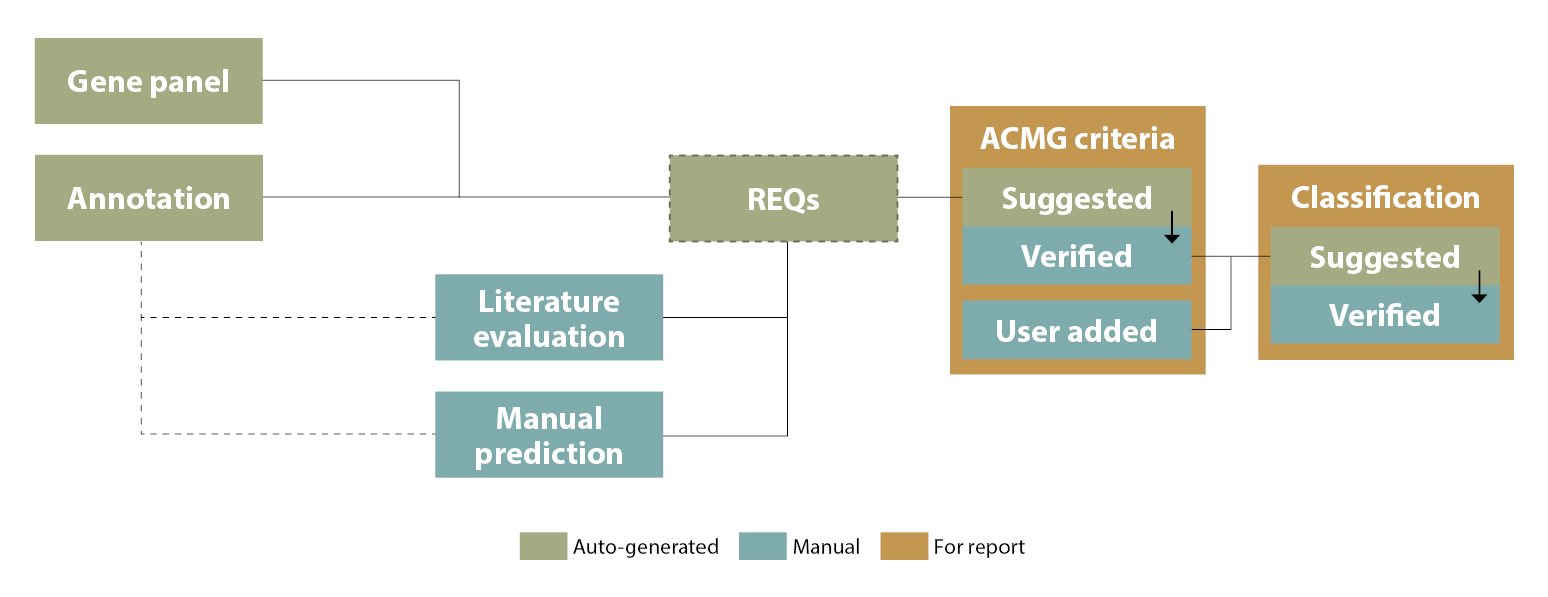 Gene panel
Annotation
REQs
Literature
evaluation
Manual
prediction
ACMG criteria
Suggested
Verified
User added
Classification
Suggested
Verified
Auto-generated
Manual
For report